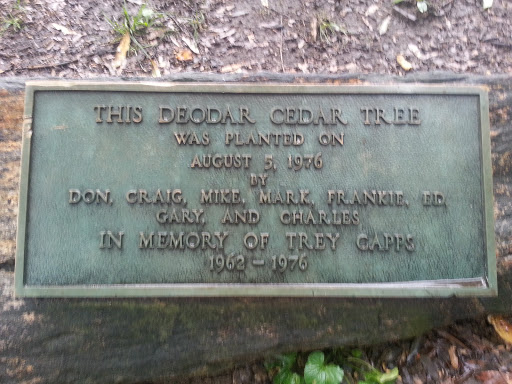 THIS DEODAR CEDAR TREE
WAS PLANTED ON
AUGUST 5, 1976
BY
DON, CRAIG, MIKE, MARK, FRANKIE, ED,
GARY, AND CHARLES
IN MEMORY OF TREY CAPPS
1962 - 1976